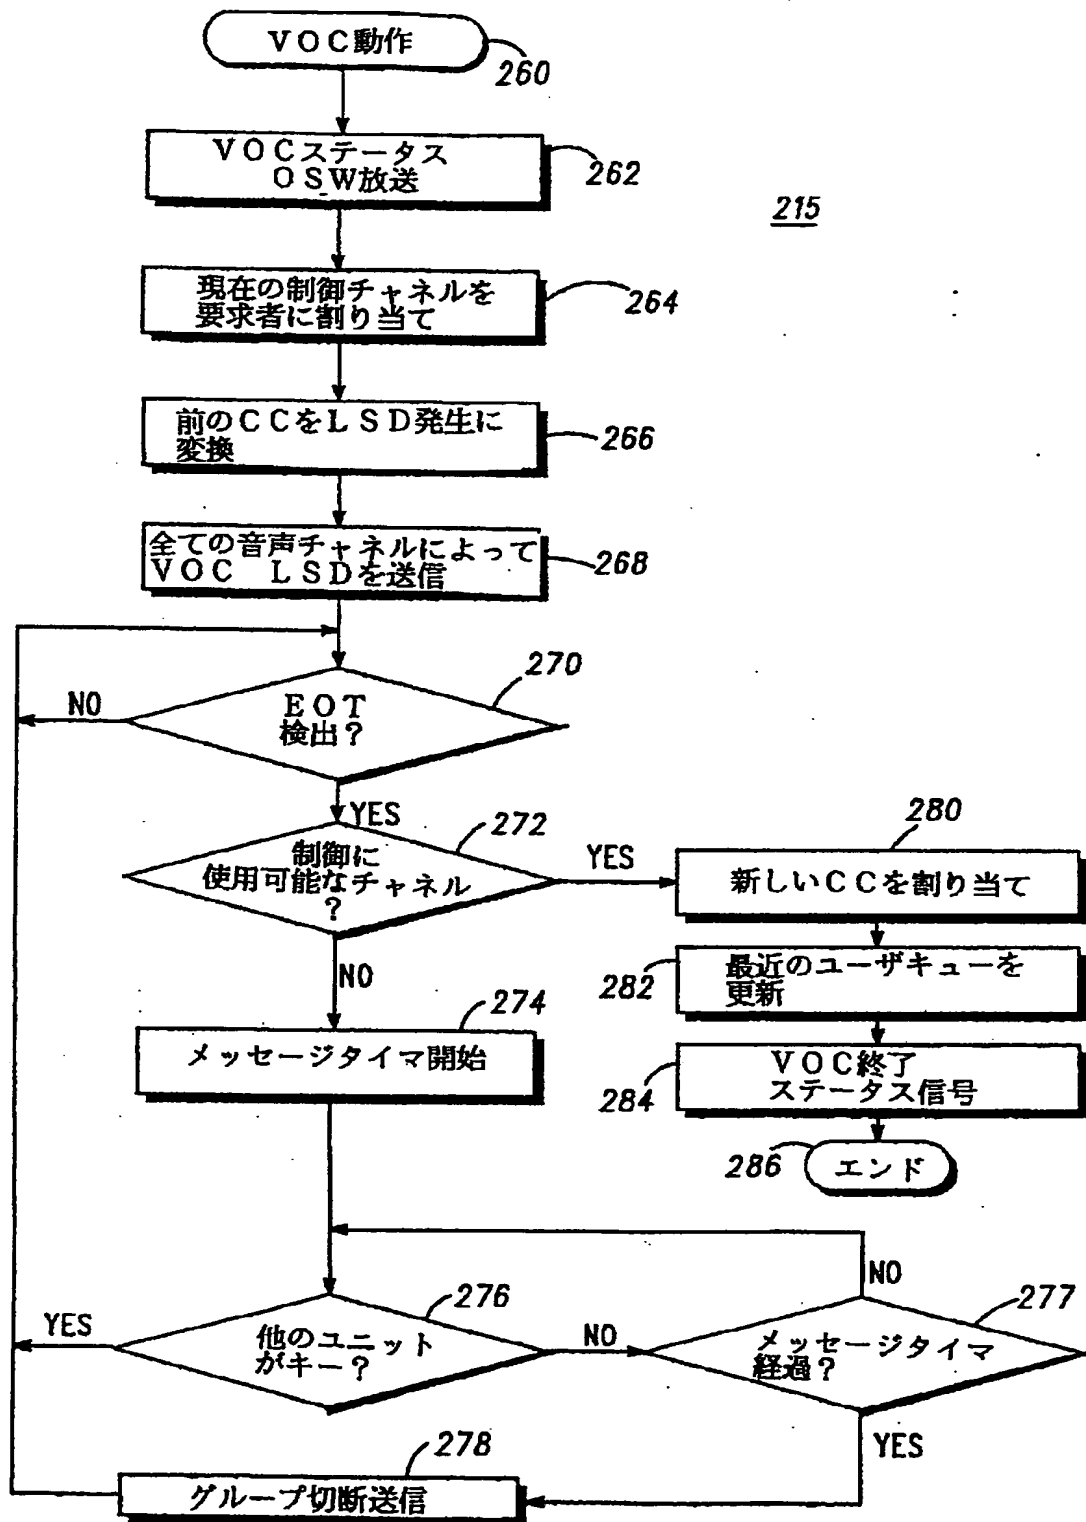 VOC動作
260
VOCステータス
OSW放送
262
215
現在の制御チャネルを
要求者に割り当て
264
前のCCをLSD発生に
変換
266
全ての音声チャネルによって
VOC LSDを送信
268
270
EOT
検出?
NO
YES
272
制御に
使用可能なチャネル
?
YES
NO
280
新しいCCを割り当て
282
最近のユーザキューを
更新
274
メッセージタイマ開始
284
VOC終了
ステータス信号
286
エンド
276
他のユニット
がキー?
YES
NO
277
メッセージタイマ
経過?
NO
YES
278
グループ切断送信